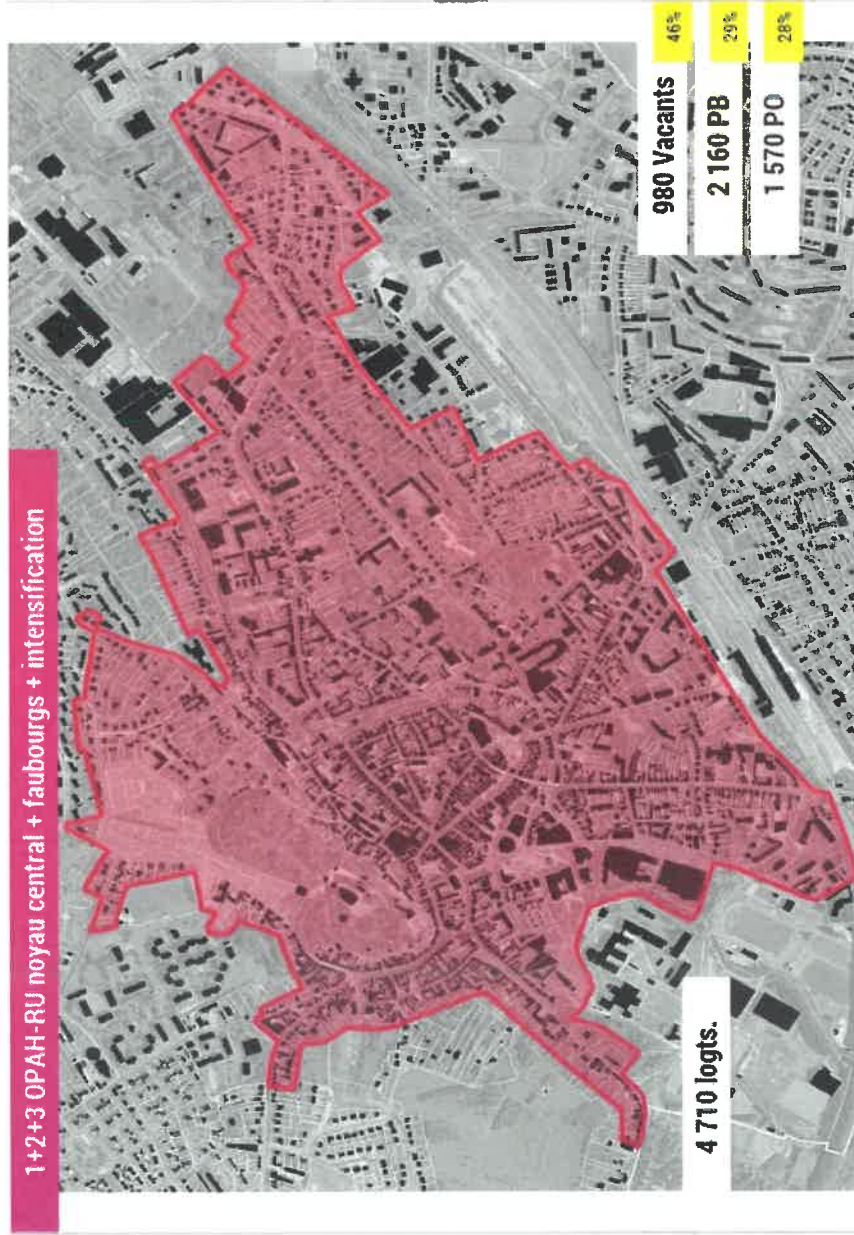 1+2+3 OPAH-RU noyau central + faubourgs + intensification
4 710 logts.
980 Vacants 46%
2 160 PB 29%
1 570 PO 28%